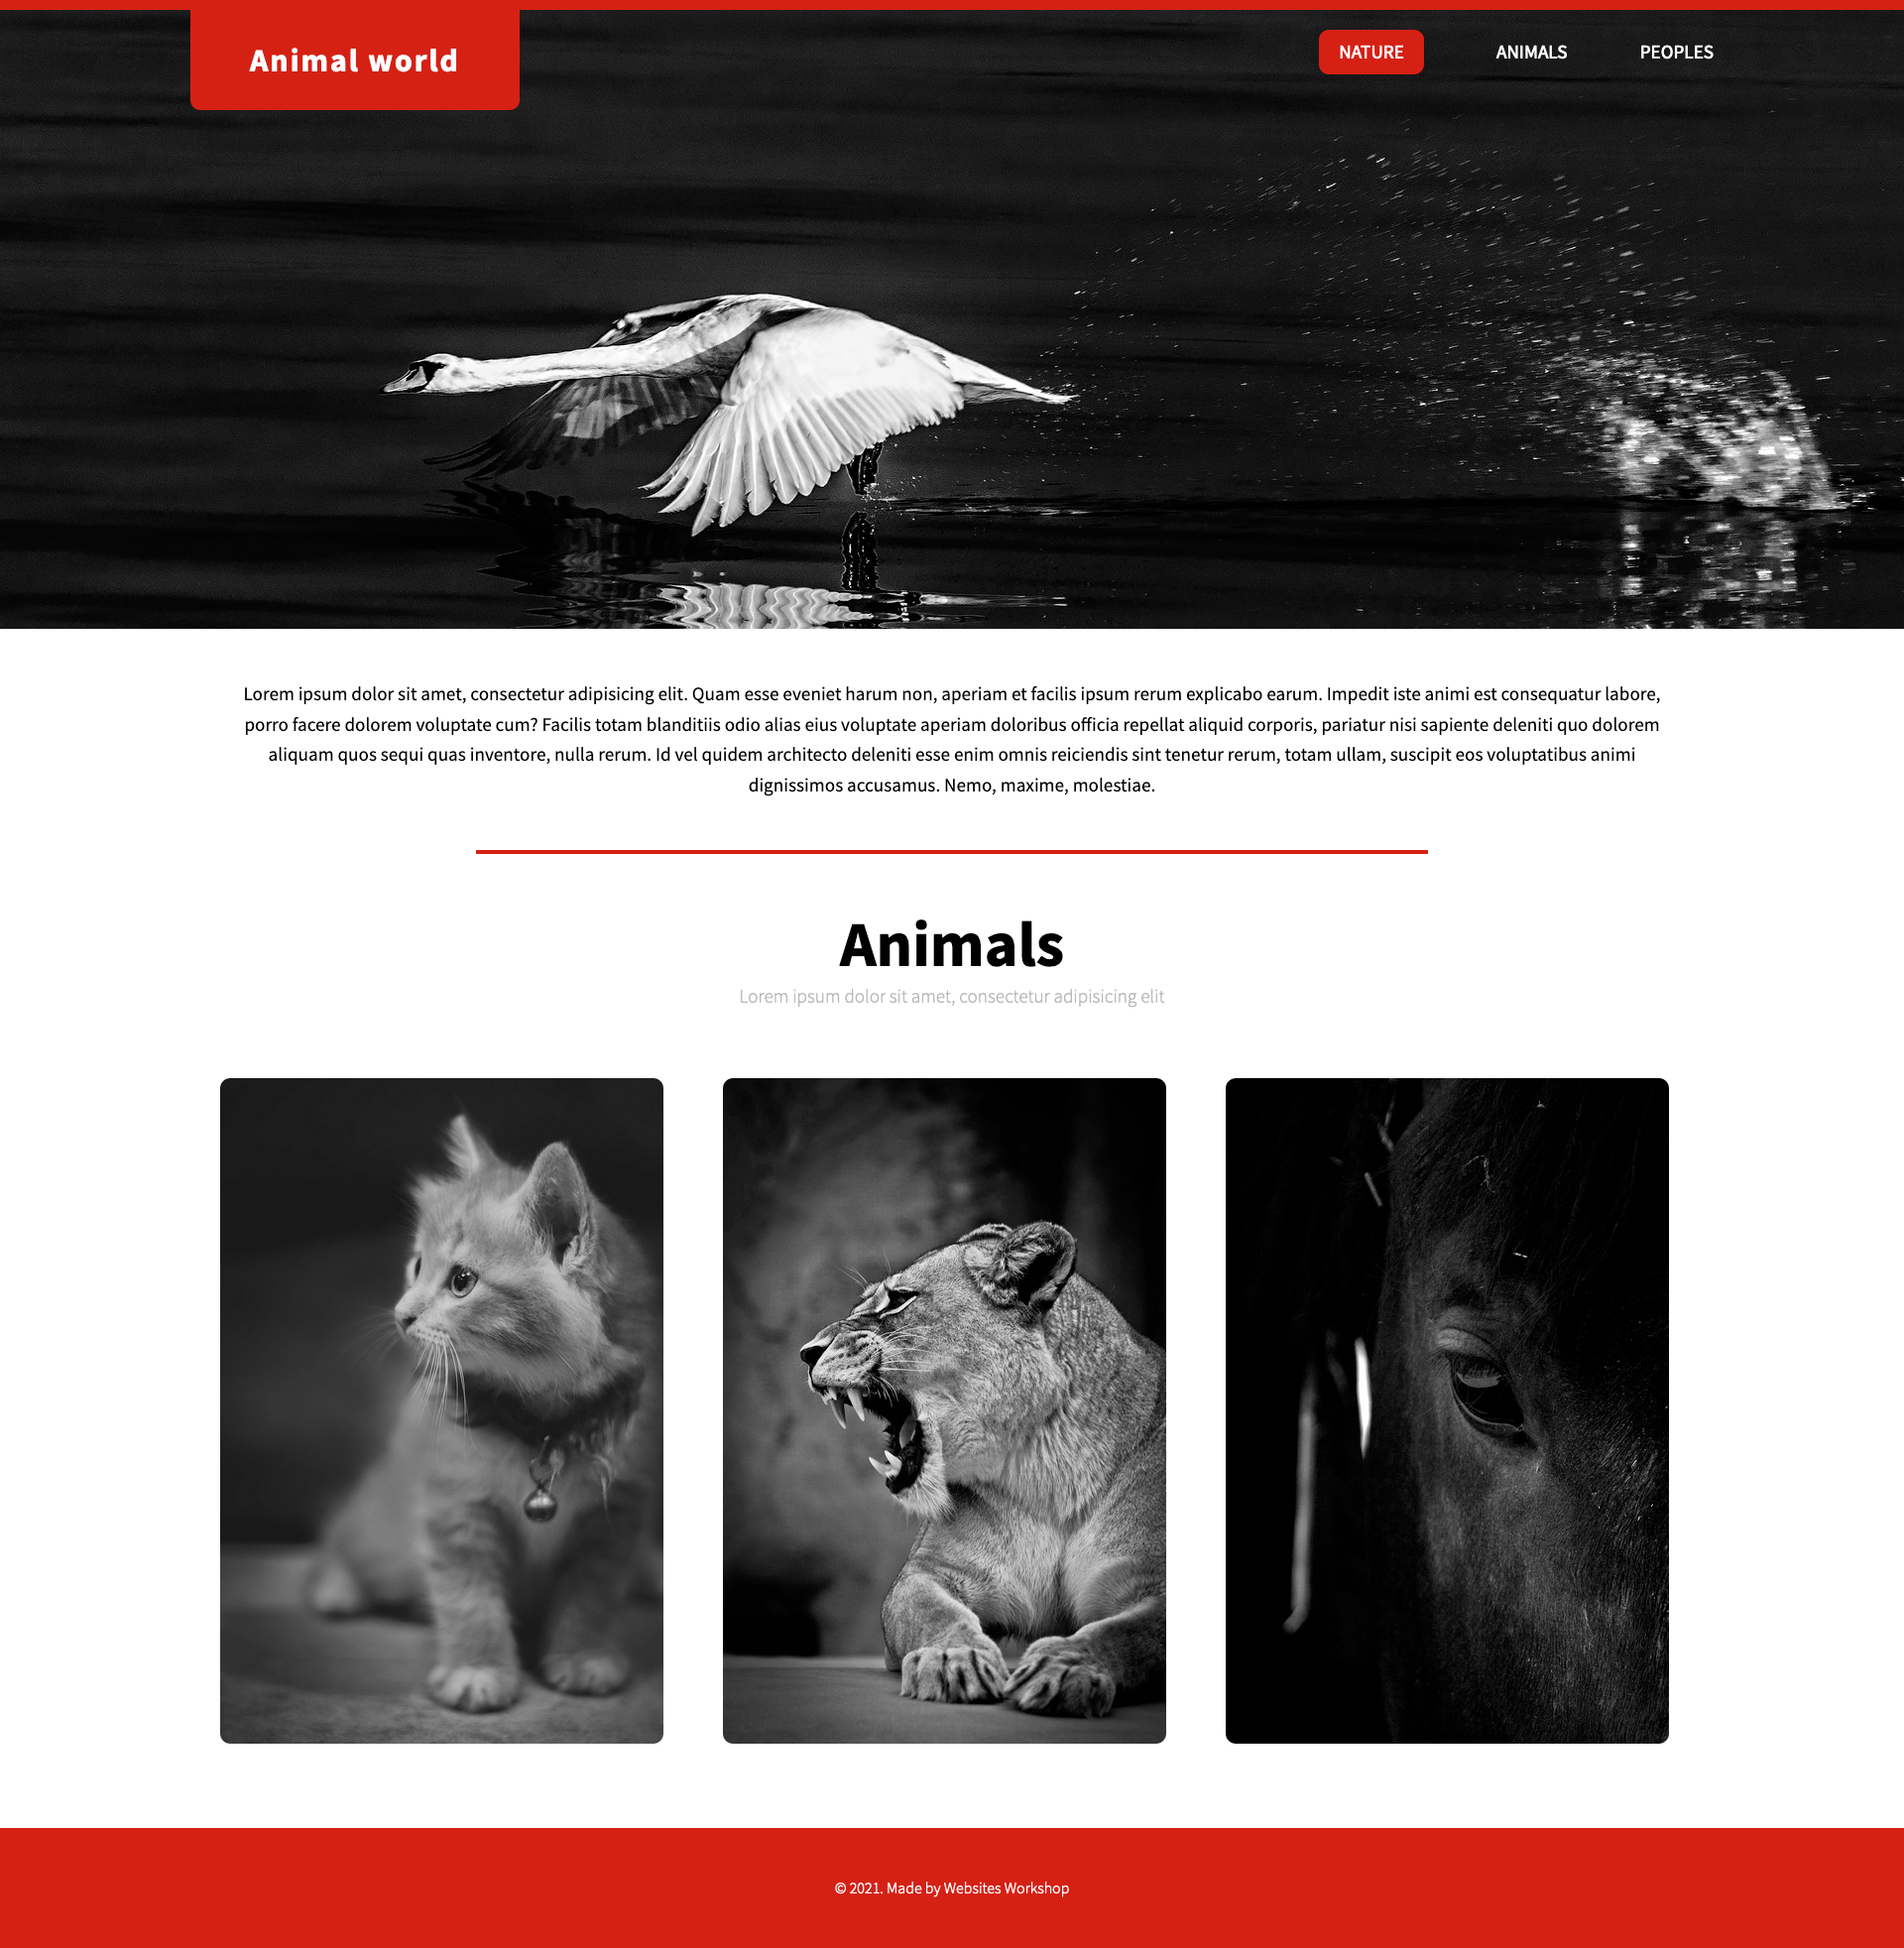 Animal world
NATURE
ANIMALS
PEOPLES
Lorem ipsum dolor sit amet, consectetur adipisicing elit. Quam esse eveniet harum non, aperiam et facilis ipsum rerum explicabo earum. Impedit iste animi est consequatur labore,
porro facere dolorem voluptate cum? Facilis totam blanditiis odio alias eius voluptate aperiam doloribus officia repellat aliquid corporis, pariatur nisi sapiente deleniti quo dolorem
aliquam quos sequi quas inventore, nulla rerum. Id vel quidem architecto deleniti esse enim omnis reiciendis sint tenetur rerum, totam ullam, suscipit eos voluptatibus animi
dignissimos accusamus. Nemo, maxime, molestiae.
Animals
Lorem ipsum dolor sit amet, consectetur adipisicing elit
© 2021. Made by Websites Workshop